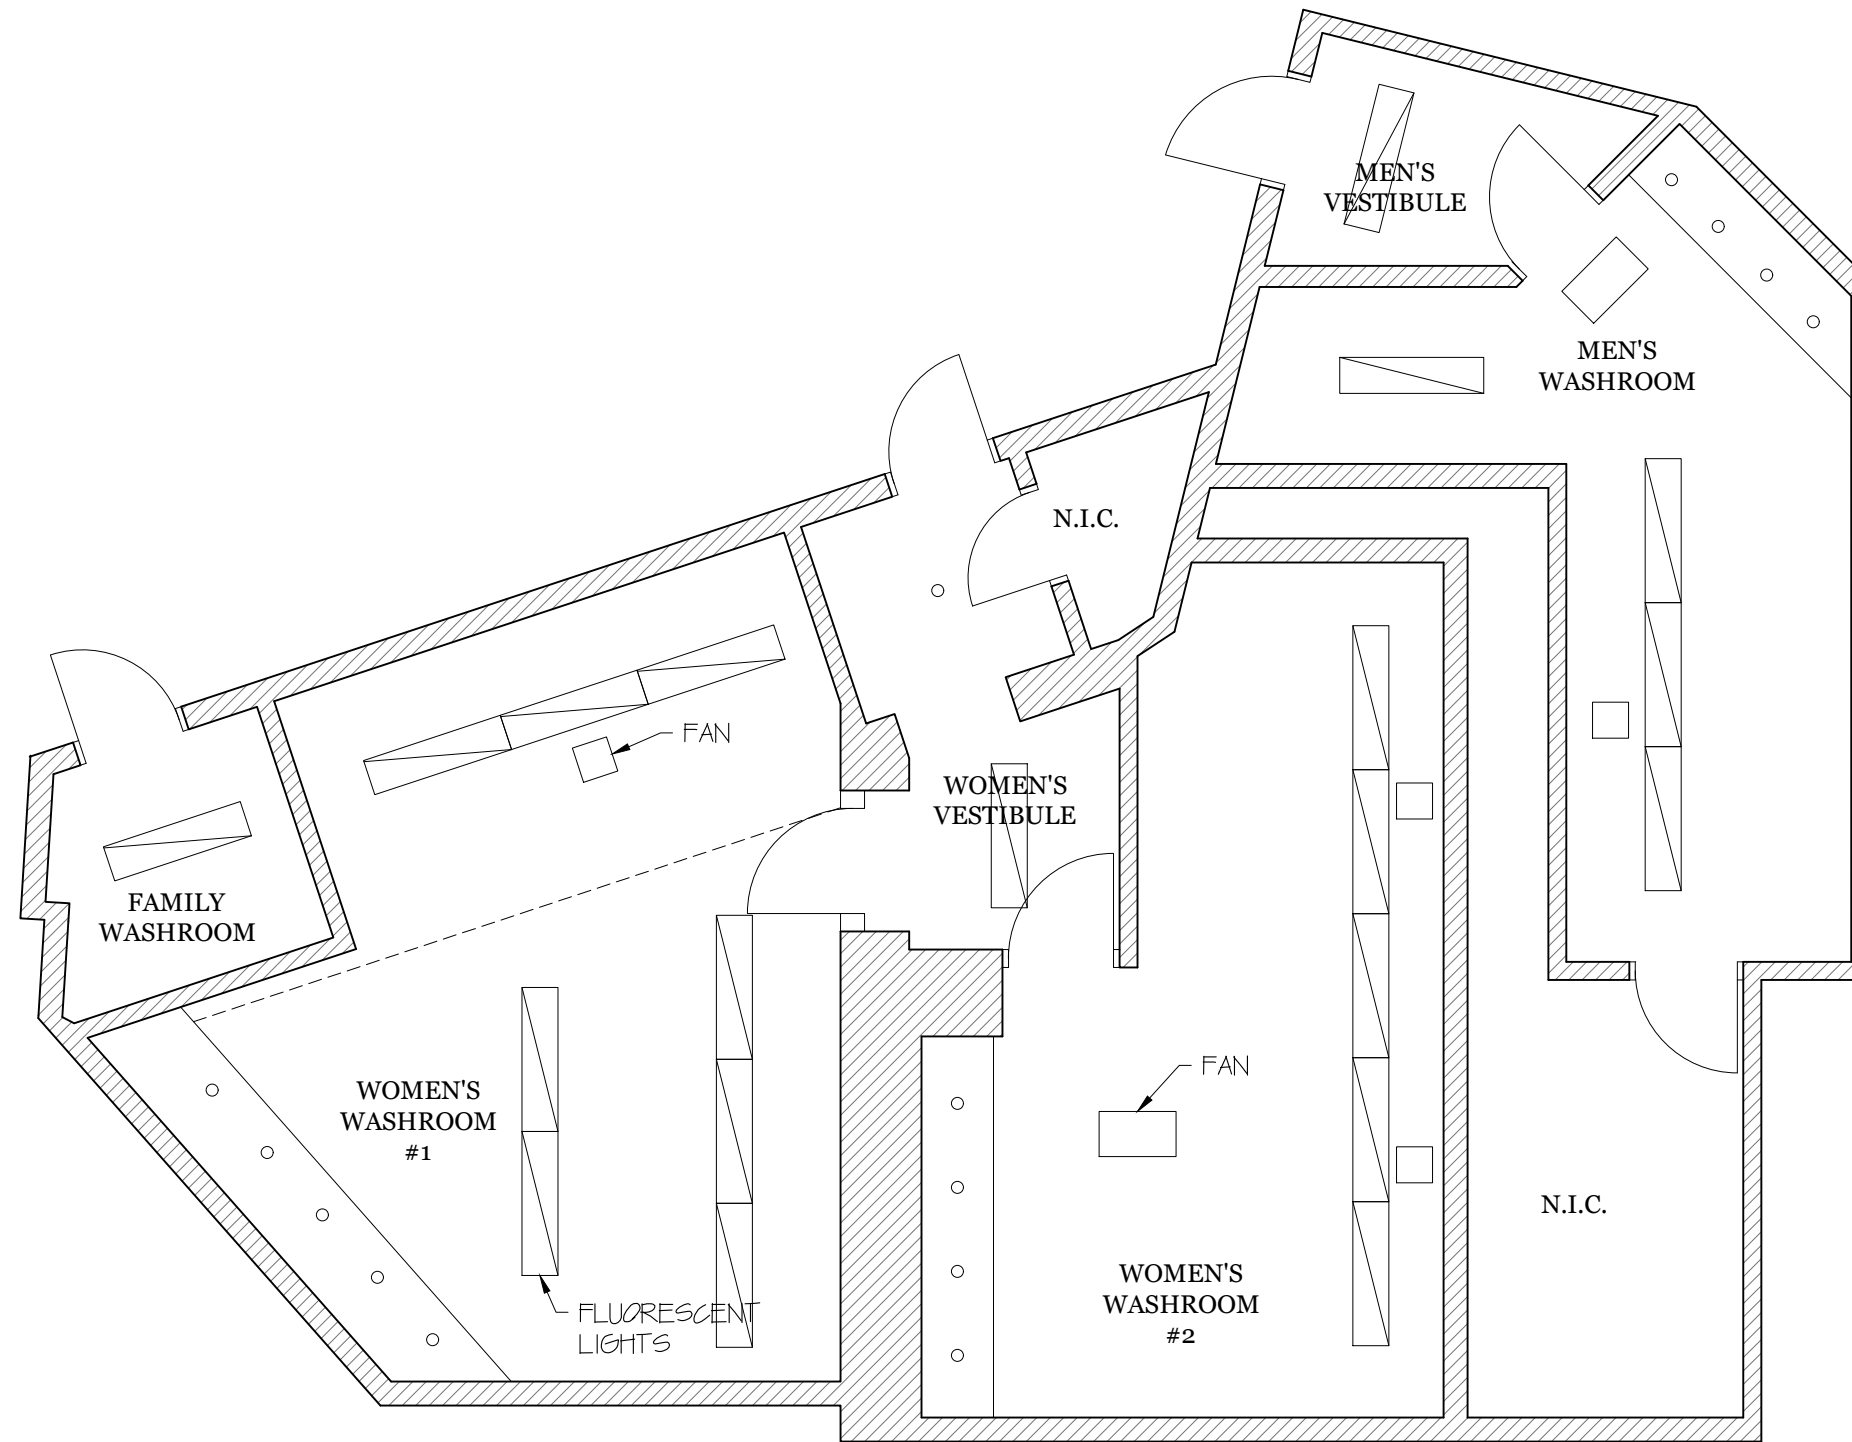 MEN'S
VESTIBULE
MEN'S
WASHROOM
N.I.C.
FAN
WOMEN'S
VESTIBULE
FAMILY
WASHROOM
FAN
WOMEN'S
WASHROOM
#1
N.I.C.
WOMEN'S
WASHROOM
#2
FLUORESCENT
LIGHTS